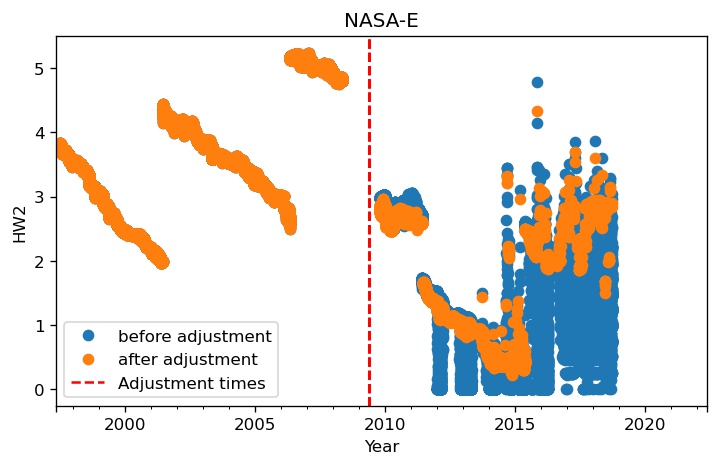 NASA-E
HW2
5
4
3
2
1
0
before adjustment
after adjustment
Adjustment times
2000
2005
2010
2015
2020
Year